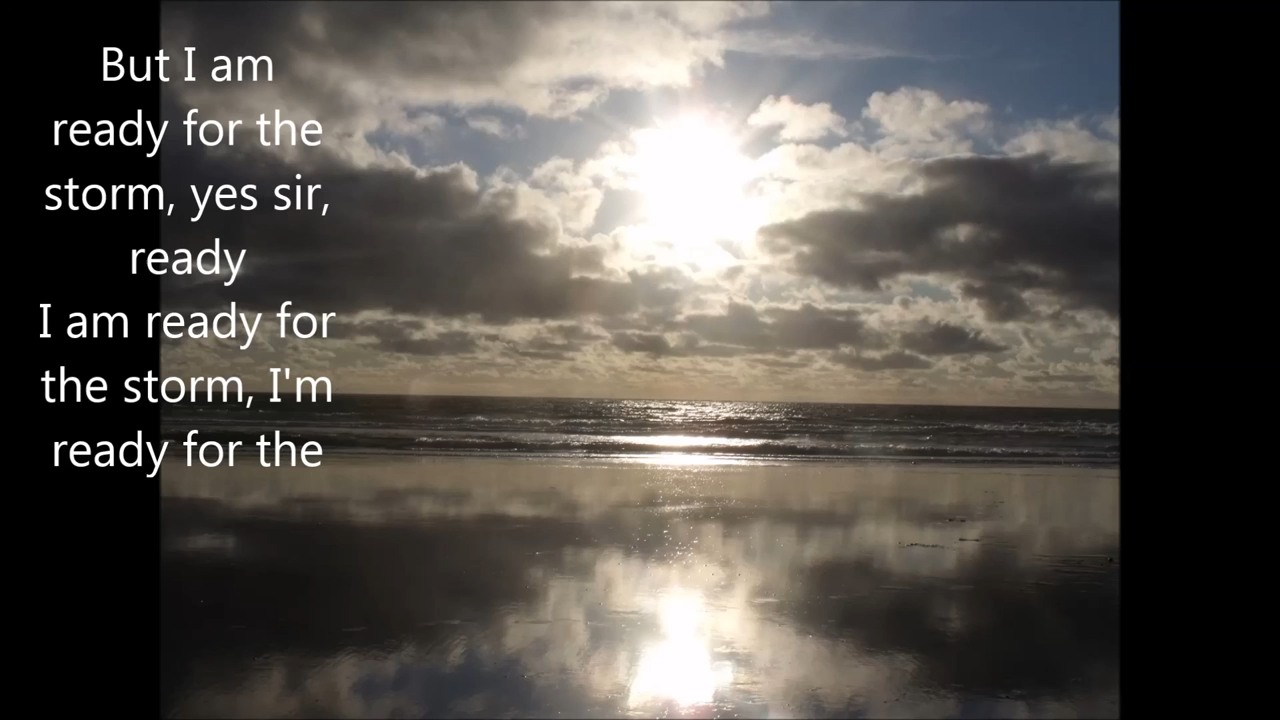 But I am
ready for the
storm, yes sir,
ready
I am ready for
the storm, I'm
ready for the